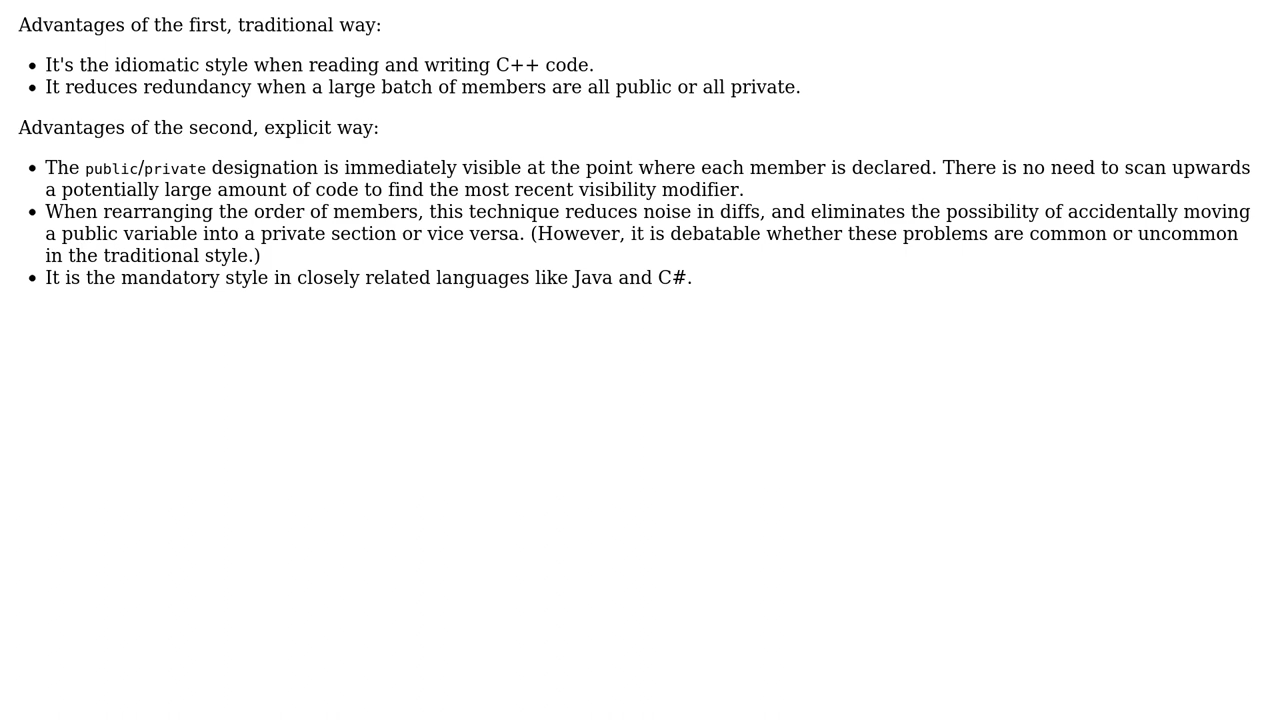 Advantages of the first, traditional way:
• It's the idiomatic style when reading and writing C++ code.
• It reduces redundancy when a large batch of members are all public or all private.
Advantages of the second, explicit way:
• The public/private designation is immediately visible at the point where each member is declared. There is no need to scan upwards
a potentially large amount of code to find the most recent visibility modifier.
• When rearranging the order of members, this technique reduces noise in diffs, and eliminates the possibility of accidentally moving
a public variable into a private section or vice versa. (However, it is debatable whether these problems are common or uncommon
in the traditional style.)
• It is the mandatory style in closely related languages like Java and C#.